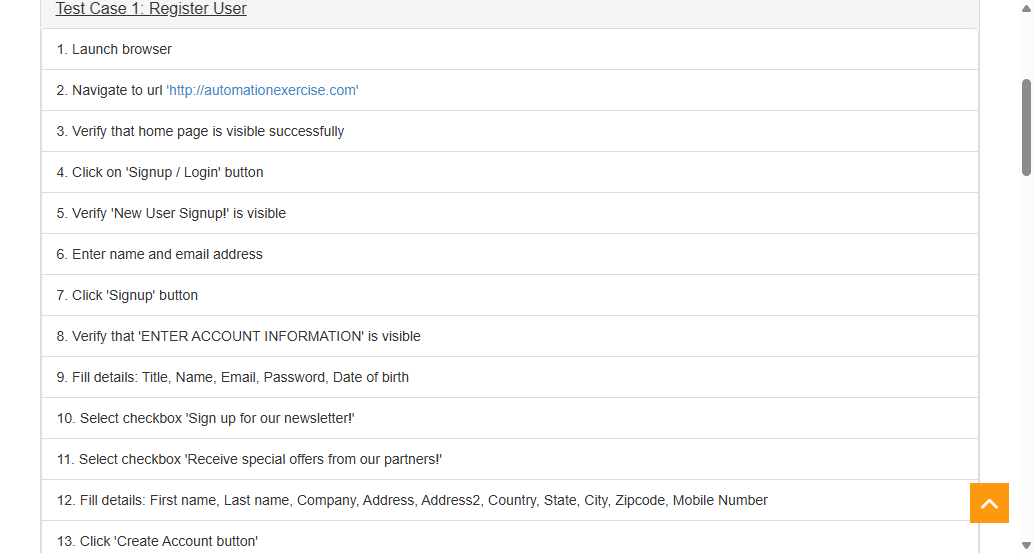 Test Case 1: Register User
1. Launch browser
2. Navigate to url 'http://automationexercise.com'
3. Verify that home page is visible successfully
4. Click on 'Signup / Login' button
5. Verify 'New User Signup!' is visible
6. Enter name and email address
7. Click 'Signup' button
8. Verify that 'ENTER ACCOUNT INFORMATION' is visible
9. Fill details: Title, Name, Email, Password, Date of birth
10. Select checkbox 'Sign up for our newsletter!'
11. Select checkbox 'Receive special offers from our partners!'
12. Fill details: First name, Last name, Company, Address, Address2, Country, State, City, Zipcode, Mobile Number
13. Click 'Create Account button'